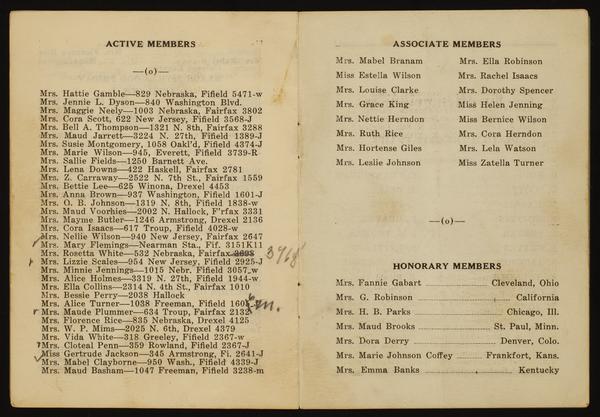 ACTIVE MEMBERS
—(o)—
Mrs. Hattie Gamble—829 Nebraska, Fifield 5471-w
Mrs. Jennie L. Dyson—840 Washington Blvd.
Mrs. Maggie Neely—1003 Nebraska, Fairfax 3802
Mrs. Cora Scott, 622 New Jersey, Fifield 3568-J
Mrs. Bell A. Thompson—1321 N. 8th, Fairfax 3288
Mrs. Maud Jarrett—3224 N. 27th, Fifield 1389-J
Mrs. Susie Montgomery, 1058 Oakl'd, Fifield 4374-J
Mrs. Marie Wilson—945, Everett, Fifield 3739-R
Mrs. Sallie Fields—1250 Barnett Ave.
Mrs. Lena Downs—422 Haskell, Fairfax 2781
Mrs. Z. Carraway—2522 N. 7th St., Fairfax 1559
Mrs. Bettie Lee—625 Winona, Drexel 4453
Mrs. Anna Brown—937 Washington, Fifield 1601-J
Mrs. O. B. Johnson—1319 N. 8th, Fifield 1838-w
Mrs. Maud Voorhies—2002 N. Hallock, F'rfax 3331
Mrs. Mayme Butler—1246 Armstrong, Drexel 2136
Mrs. Cora Isaacs—617 Troup, Fifield 4028-w
Mrs. Nellie Wilson—940 New Jersey, Fairfax 2647
Mrs. Mary Flemings—Nearman Sta., Fif. 3151K11
Mrs. Rosetta White—532 Nebraska, Fairfax 2698
Mrs. Lizzie Scales—954 New Jersey, Fifield 2925-J
Mrs. Minnie Jennings—1015 Nebr. Fifield 3057-w
Mrs. Alice Holmes—3319 N. 27th, Fifield 1944-w
Mrs. Ella Collins—2314 N. 4th St., Fairfax 1010
Mrs. Bessie Perry—2038 Hallock
Mrs. Alice Turner—1038 Freeman, Fifield
Mrs. Maude Plummer—634 Troup, Fairfax 2132
Mrs. Florence Rice—835 Nebraska, Drexel 4125
Mrs. W. P. Mims—2025 N. 6th, Drexel 4379
Mrs. Vida White—318 Greeley, Fifield 2367-w
Mrs. Cloteal Penn—359 Rowland, Fifield 2367-J
Miss Gertrude Jackson—345 Armstrong, Fi. 2641-J
Mrs. Mabel Clayborne—950 Wash., Fifield 4339-J
Mrs. Maud Basham—1047 Freeman, Fifield 3238-m
ASSOCIATE MEMBERS
Mrs. Mabel Branam
Miss Estella Wilson
Mrs. Louise Clarke
Mrs. Grace King
Mrs. Nettie Herndon
Mrs. Ruth Rice
Mrs. Hortense Giles
Mrs. Leslie Johnson
Mrs. Ella Robinson
Mrs. Rachel Isaacs
Mrs. Dorothy Spencer
Miss Helen Jenning
Miss Bernice Wilson
Mrs. Cora Herndon
Mrs. Lela Watson
Miss Zatella Turner
—(o)—
HONORARY MEMBERS
Mrs. Fannie Gabart Cleveland, Ohio
Mrs. G. Robinson California
Mrs. H. B. Parks Chicago, Ill.
Mrs. Maud Brooks St. Paul, Minn.
Mrs. Dora Derry Denver, Colo.
Mrs. Marie Johnson Coffey Frankfort, Kans.
Mrs. Emma Banks Kentucky